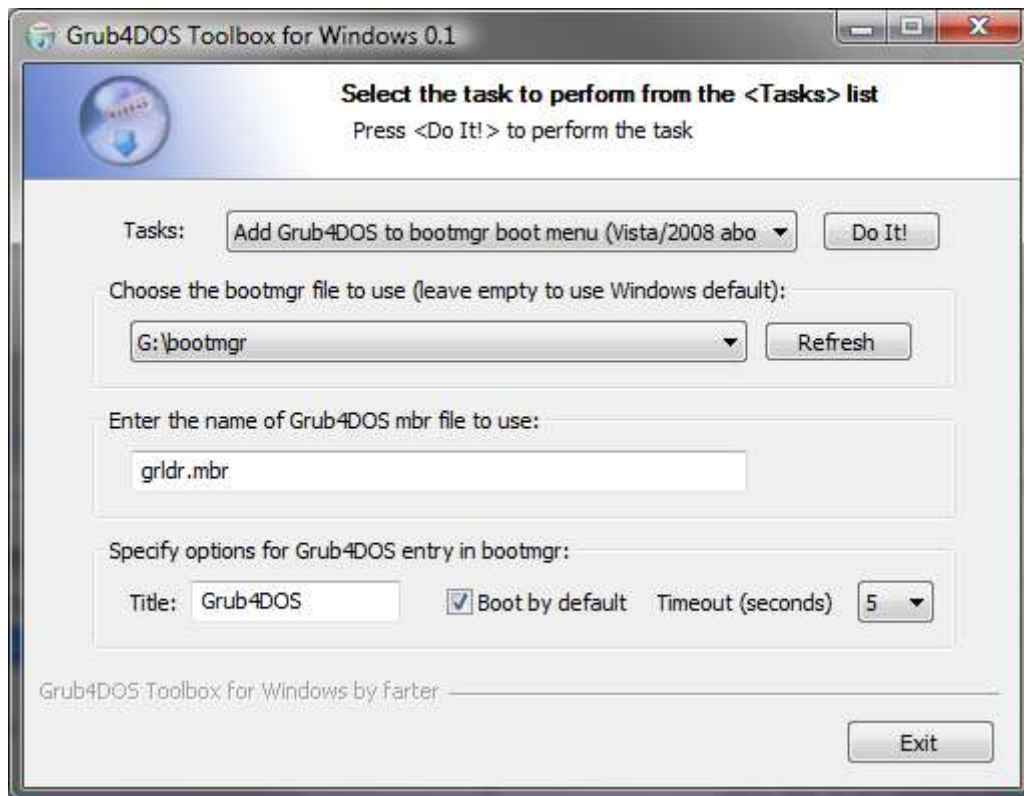 Grub4DOS Toolbox for Windows 0.1
Select the task to perform from the <Tasks> list
Press <Do It!> to perform the task
Tasks: Add Grub4DOS to bootmgr boot menu (Vista/2008 abo Do It!
Choose the bootmgr file to use (leave empty to use Windows default):
G:\bootmgr Refresh
Enter the name of Grub4DOS mbr file to use:
grldr.mbr
Specify options for Grub4DOS entry in bootmgr:
Title: Grub4DOS Boot by default Timeout (seconds) 5
Grub4DOS Toolbox for Windows by farter
Exit